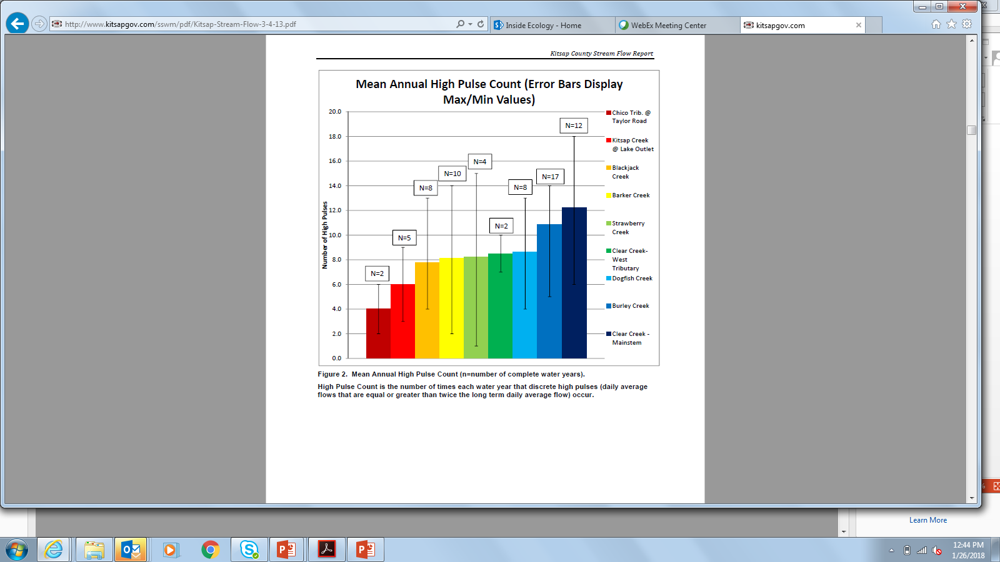 http://www.kitsapgov.com/sswm/pdf/Kitsap-Stream-Flow-3-4-13.pdf
Inside Ecology - Home
WebEx Meeting Center
kitsapgov.com
Kitsap County Stream Flow Report
Mean Annual High Pulse Count (Error Bars Display
Max/Min Values)
Number of High Pulses
20.0
18.0
16.0
14.0
12.0
10.0
8.0
6.0
4.0
2.0
0.0
N=2
N=5
N=8
N=10
N=4
N=2
N=8
N=17
N=12
Chico Trib. @
Taylor Road
Kitsap Creek
@ Lake Outlet
Blackjack
Creek
Barker Creek
Strawberry
Creek
Clear Creek-
West
Tributary
Dogfish Creek
Burley Creek
Clear Creek -
Mainstem
Figure 2. Mean Annual High Pulse Count (n=number of complete water years).
High Pulse Count is the number of times each water year that discrete high pulses (daily average
flows that are equal or greater than twice the long term daily average flow) occur.
Learn More
12:44 PM
1/26/2018